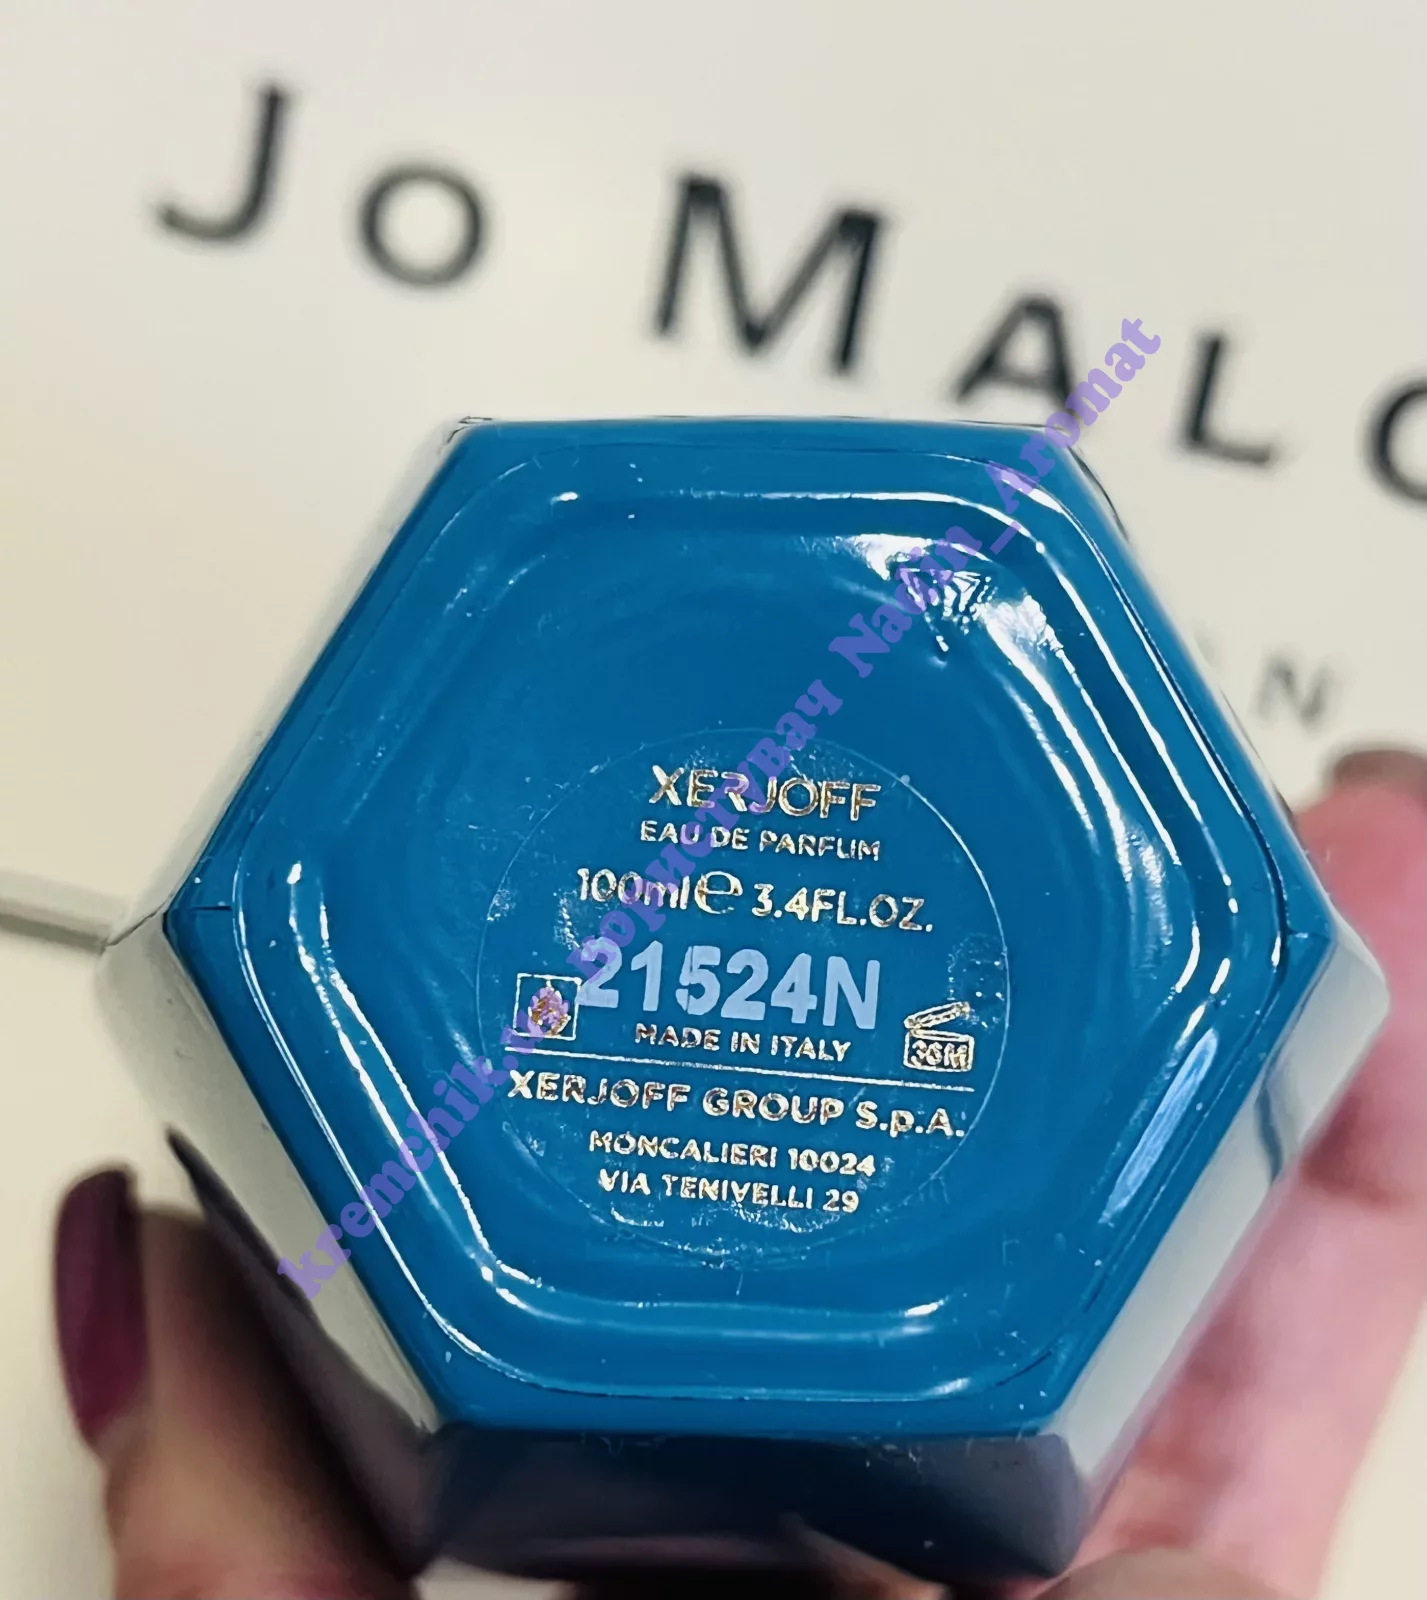 JO MALO
N
XERJOFF
EAU DE PARFUM
100ml℮ 3.4FL.OZ.
21524N
MADE IN ITALY
36M
XERJOFF GROUP S.p.A.
MONCALIERI 10024
VIA TENIVELLI 29